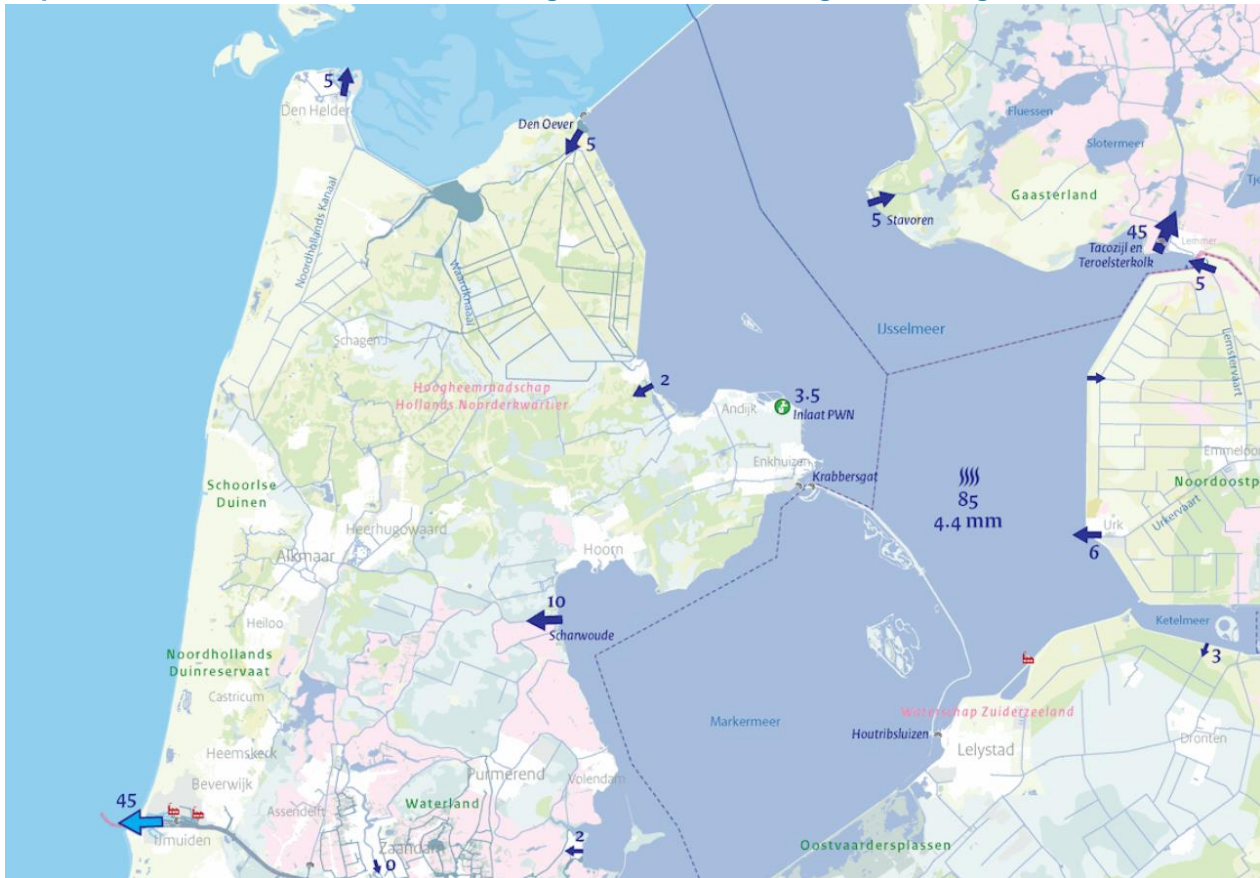 5
Den Helder
Den Oever
5
Fluessen
Slotermeer
Tje
Gaasterland
5 Stavoren
45
Tacozijl en
Teroelsterkolk
Lemmer
5
Noordhollands Kanaal
Waardkanaal
Schagen
IJsselmeer
Lemstervaart
Hoogheemraadschap
Hollands Noorderkwartier
2
Andijk
3.5
Inlaat PWN
Enkhuizen
Krabbersgat
Emmeloor
Noordoostp
85
4.4 mm
Schoorlse
Duinen
Heerhugowaard
Alkmaar
Hoorn
Urk
Urkervaart
6
10
Scharwoude
Heiloo
Ketelmeer
3
Noordhollands
Duinreservaat
Castricum
Markermeer
Waterschap Zuiderzeeland
Houtribsluizen
Lelystad
Dronten
Heemskerk
Beverwijk
Purmerend
Volendam
45
Assendelft
Waterland
IJmuiden
Zaandam
0
2
Oostvaardersplassen